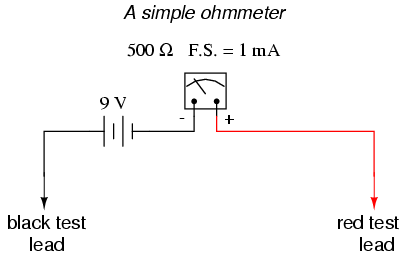 A simple ohmmeter
500 Ω F.S. = 1 mA
9 V
- +
black test
lead
red test
lead